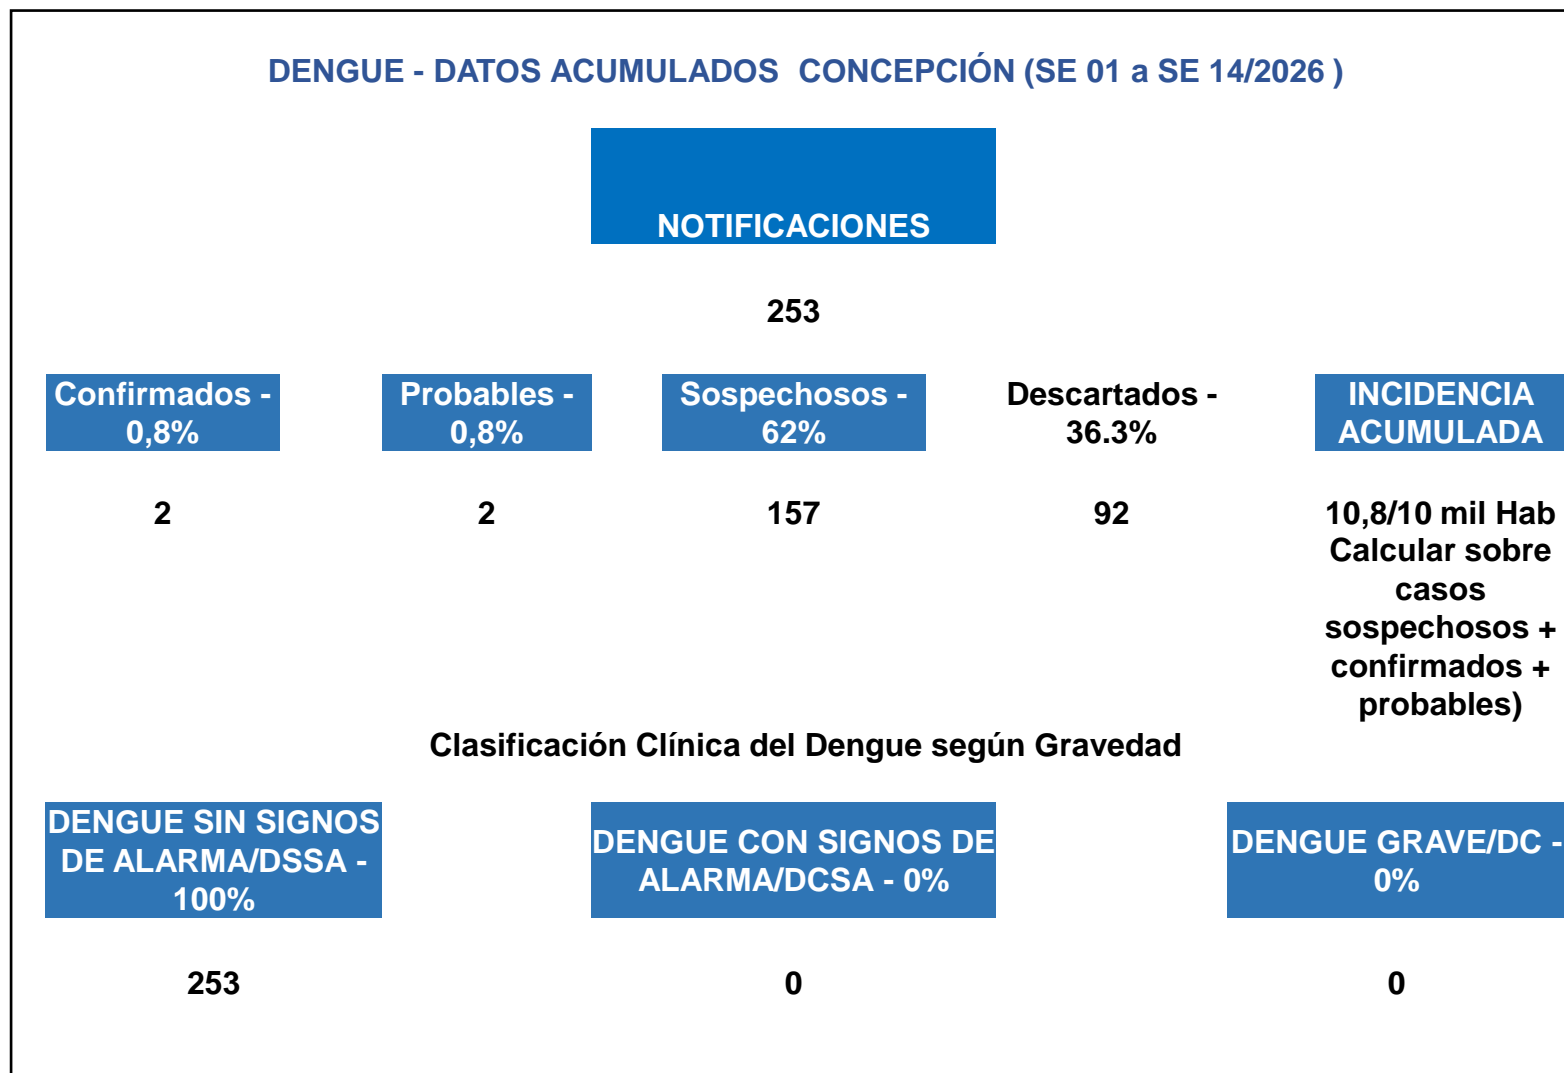 DENGUE - DATOS ACUMULADOS CONCEPCIÓN (SE 01 a SE 14/2026 )
NOTIFICACIONES
253
Confirmados -
0,8%
2
Probables -
0,8%
2
Sospechosos -
62%
157
Descartados -
36.3%
92
INCIDENCIA
ACUMULADA
10,8/10 mil Hab
Calcular sobre
casos
sospechosos +
confirmados +
probables)
Clasificación Clínica del Dengue según Gravedad
DENGUE SIN SIGNOS
DE ALARMA/DSSA -
100%
253
DENGUE CON SIGNOS DE
ALARMA/DCSA - 0%
0
DENGUE GRAVE/DC -
0%
0